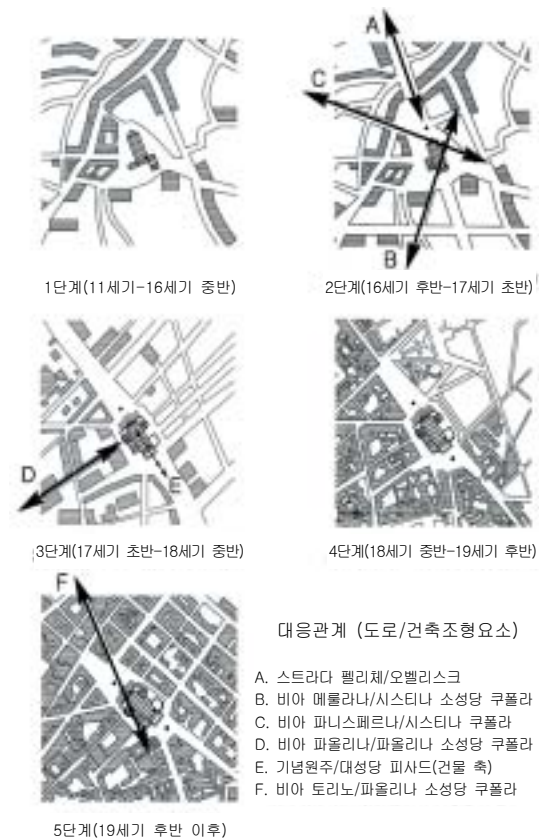 A
C
B
1단계(11세기-16세기 중반)
2단계(16세기 후반-17세기 초반)
D
E
3단계(17세기 초반-18세기 중반)
4단계(18세기 중반-19세기 후반)
F
대응관계 (도로/건축조형요소)
A. 스트라다 펠리체/오벨리스크
B. 비아 메룰라나/시스티나 소성당 쿠폴라
C. 비아 파니스페르나/시스티나 쿠폴라
D. 비아 파올리나/파올리나 소성당 쿠폴라
E. 기념원주/대성당 피사드(건물 축)
F. 비아 토리노/파올리나 소성당 쿠폴라
5단계(19세기 후반 이후)